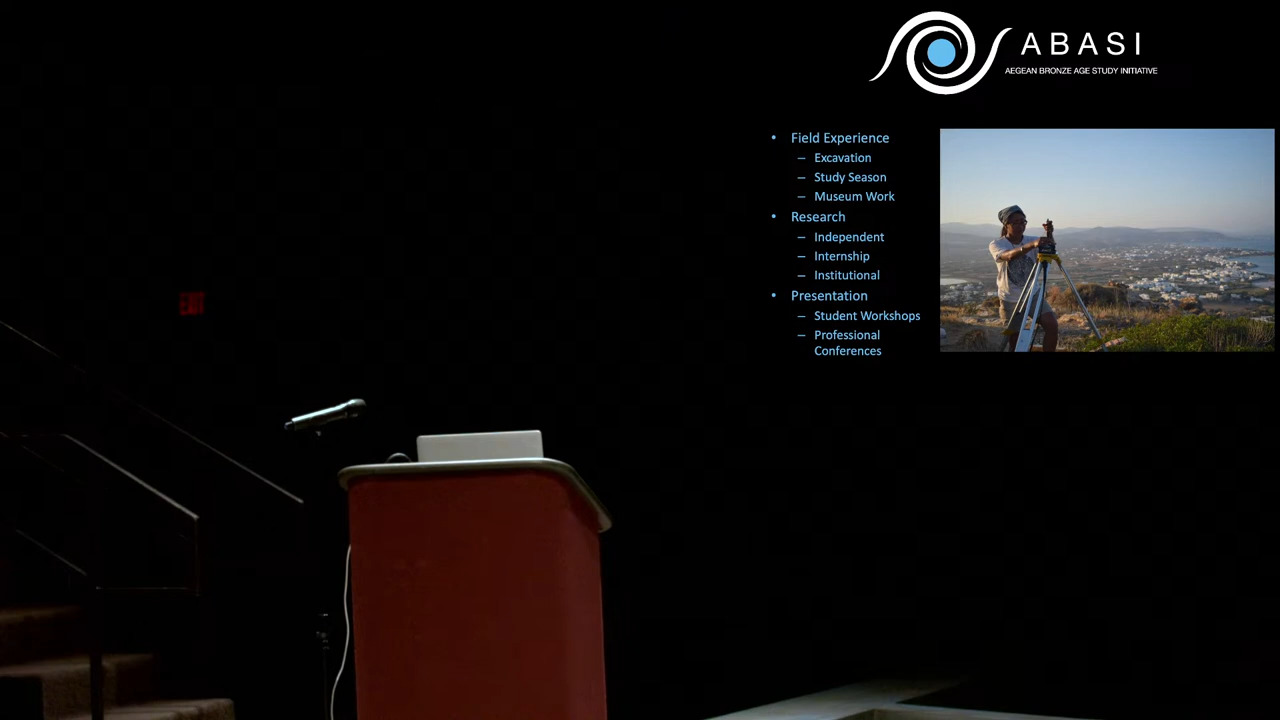 ABASI
AEGEAN BRONZE AGE STUDY INITIATIVE
• Field Experience
– Excavation
– Study Season
– Museum Work
• Research
– Independent
– Internship
– Institutional
• Presentation
– Student Workshops
– Professional
Conferences
EXIT